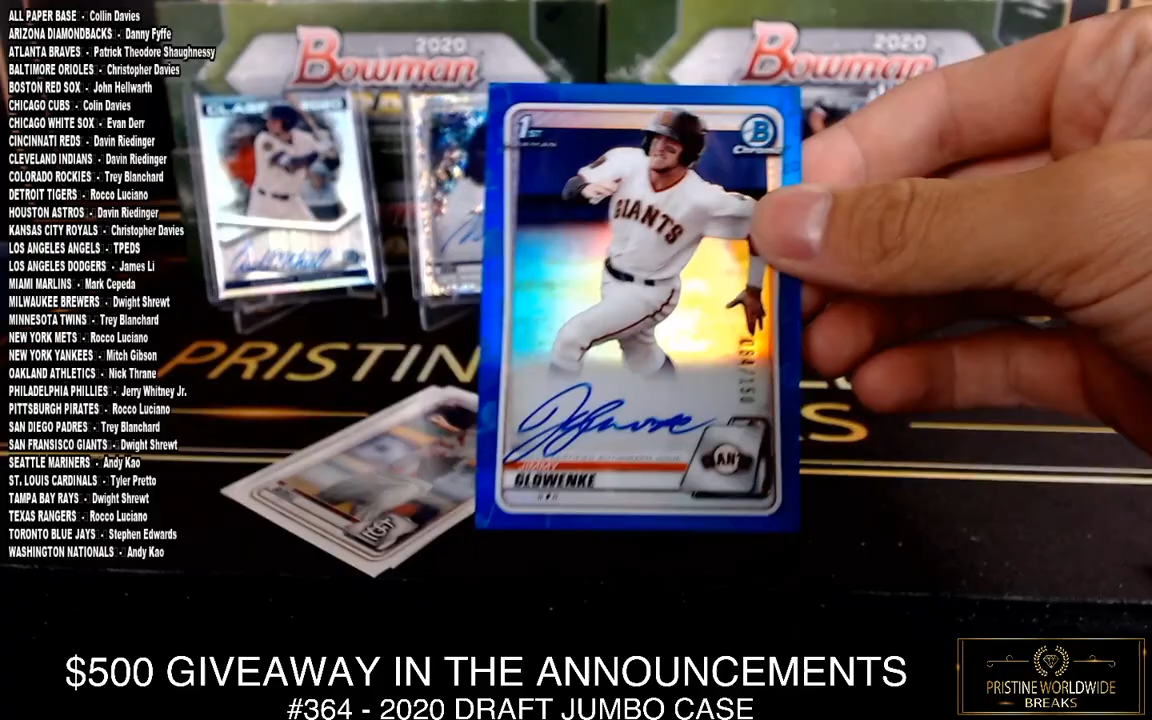 ALL PAPER BASE - Collin Davies
ARIZONA DIAMONDBACKS - Danny Fyffe
ATLANTA BRAVES - Patrick Theodore Shaughnessy
BALTIMORE ORIOLES - Christopher Davies
BOSTON RED SOX - John Hellwarth
CHICAGO CUBS - Colin Davies
CHICAGO WHITE SOX - Evan Derr
CINCINNATI REDS - Davin Riedinger
CLEVELAND INDIANS - Davin Riedinger
COLORADO ROCKIES - Trey Blanchard
DETROIT TIGERS - Rocco Luciano
HOUSTON ASTROS - Davin Riedinger
KANSAS CITY ROYALS - Christopher Davies
LOS ANGELES ANGELS - TPEDS
LOS ANGELES DODGERS - James Li
MIAMI MARLINS - Mark Cepeda
MILWAUKEE BREWERS - Dwight Shrewt
MINNESOTA TWINS - Trey Blanchard
NEW YORK METS - Rocco Luciano
NEW YORK YANKEES - Mitch Gibson
OAKLAND ATHLETICS - Nick Thrane
PHILADELPHIA PHILLIES - Jerry Whitney Jr.
PITTSBURGH PIRATES - Rocco Luciano
SAN DIEGO PADRES - Trey Blanchard
SAN FRANSISCO GIANTS - Dwight Shrewt
SEATTLE MARINERS - Andy Kao
ST. LOUIS CARDINALS - Tyler Pretto
TAMPA BAY RAYS - Dwight Shrewt
TEXAS RANGERS - Rocco Luciano
TORONTO BLUE JAYS - Stephen Edwards
WASHINGTON NATIONALS - Andy Kao
2020
Bowman
2020
Bowman
1ST
B
Chrome
GIANTS
084/150
JIMMY
GLOWENKE
PRISTIN
$500 GIVEAWAY IN THE ANNOUNCEMENTS
#364 - 2020 DRAFT JUMBO CASE
PRISTINE WORLDWIDE
BREAKS